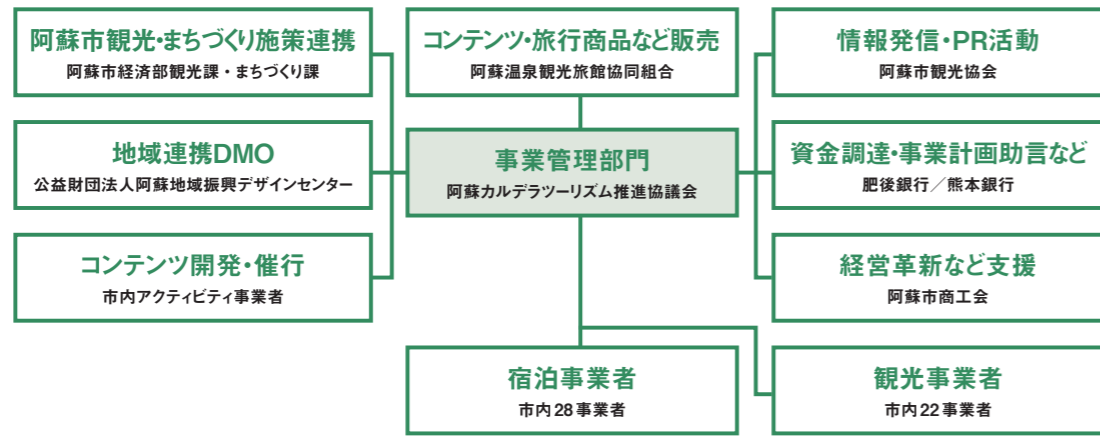 阿蘇市観光・まちづくり施策連携
阿蘇市経済部観光課・まちづくり課
コンテンツ・旅行商品など販売
阿蘇温泉観光旅館協同組合
情報発信・PR活動
阿蘇市観光協会
地域連携DMO
公益財団法人阿蘇地域振興デザインセンター
事業管理部門
阿蘇カルデラツーリズム推進協議会
資金調達・事業計画助言など
肥後銀行／熊本銀行
コンテンツ開発・催行
市内アクティビティ事業者
経営革新など支援
阿蘇市商工会
宿泊事業者
市内28事業者
観光事業者
市内22事業者